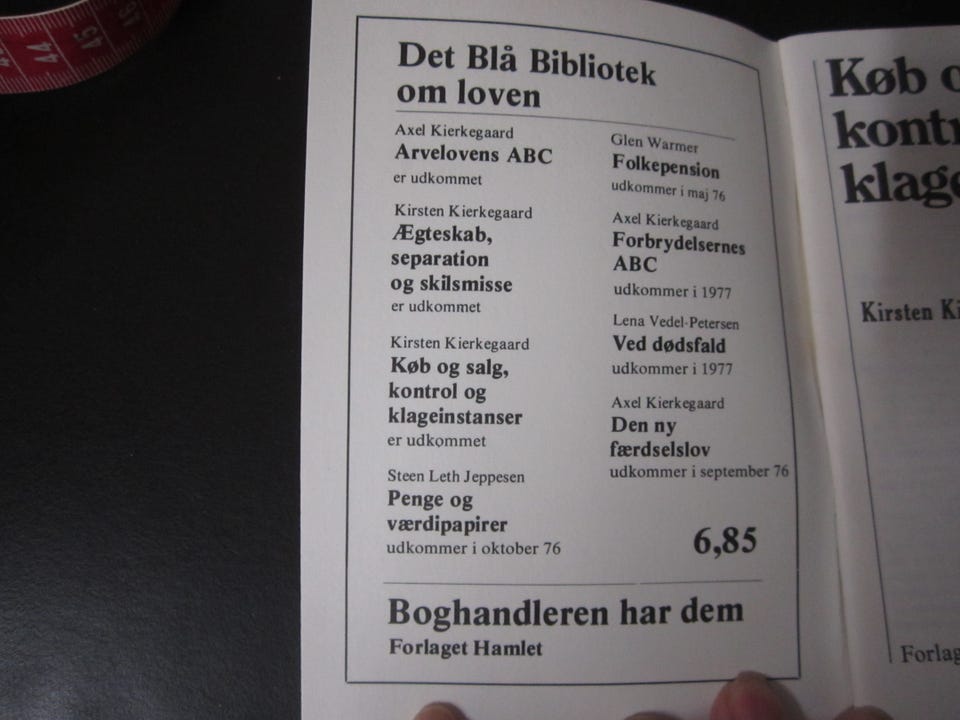 44
45
46
Det Blå Bibliotek
om loven
Axel Kierkegaard
Arvelovens ABC
er udkommet
Kirsten Kierkegaard
Ægteskab,
separation
og skilsmisse
er udkommet
Kirsten Kierkegaard
Køb og salg,
kontrol og
klageinstanser
er udkommet
Steen Leth Jeppesen
Penge og
værdipapirer
udkommer i oktober 76
Glen Warmer
Folkepension
udkommer i maj 76
Axel Kierkegaard
Forbrydelsernes
ABC
udkommer i 1977
Lena Vedel-Petersen
Ved dødsfald
udkommer i 1977
Axel Kierkegaard
Den ny
færdselslov
udkommer i september 76
6,85
Boghandleren har dem
Forlaget Hamlet
Køb o
kontr
klage
Kirsten Ki
Forlag